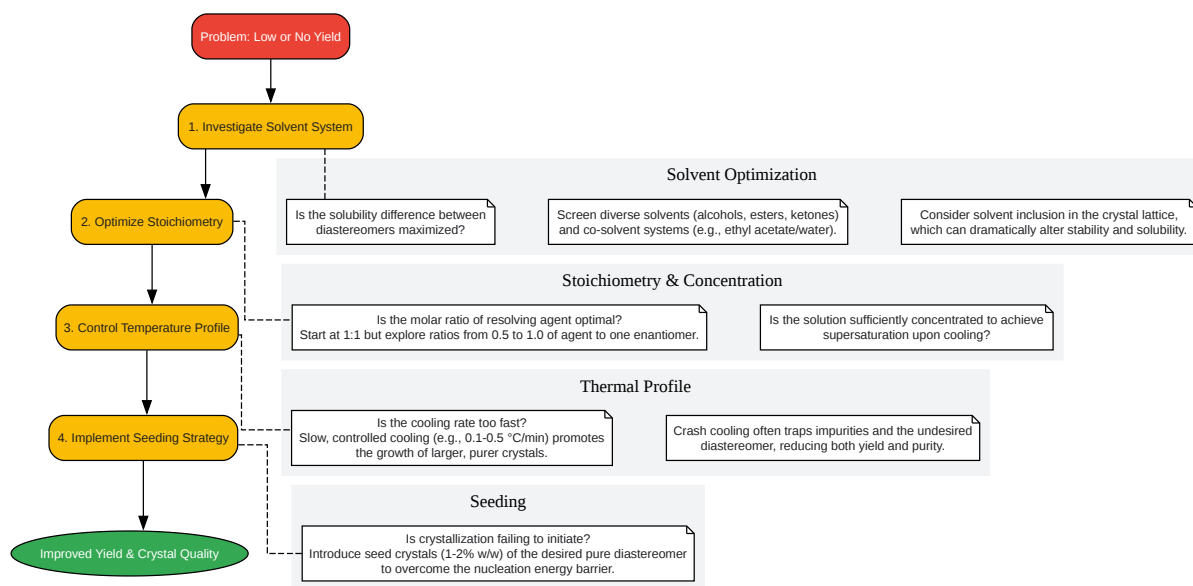 Problem: Low or No Yield
1. Investigate Solvent System
Solvent Optimization
Is the solubility difference between
diastereomers maximized?
Screen diverse solvents (alcohols, esters, ketones)
and co-solvent systems (e.g., ethyl acetate/water).
Consider solvent inclusion in the crystal lattice,
which can dramatically alter stability and solubility.
2. Optimize Stoichiometry
Stoichiometry & Concentration
Is the molar ratio of resolving agent optimal?
Start at 1:1 but explore ratios from 0.5 to 1.0 of agent to one enantiomer.
Is the solution sufficiently concentrated to achieve
supersaturation upon cooling?
3. Control Temperature Profile
Thermal Profile
Is the cooling rate too fast?
Slow, controlled cooling (e.g., 0.1-0.5 °C/min) promotes
the growth of larger, purer crystals.
Crash cooling often traps impurities and the undesired
diastereomer, reducing both yield and purity.
4. Implement Seeding Strategy
Seeding
Is crystallization failing to initiate?
Introduce seed crystals (1-2% w/w) of the desired pure diastereomer
to overcome the nucleation energy barrier.
Improved Yield & Crystal Quality